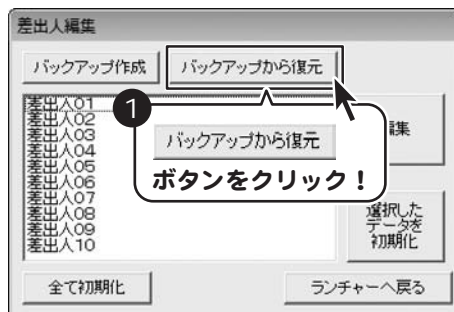 差出人編集
バックアップ作成
バックアップから復元
差出人01
差出人02
差出人03
差出人04
差出人05
差出人06
差出人07
差出人08
差出人09
差出人10
1
バックアップから復元
ボタンをクリック!
集
選択した
データを
初期化
全て初期化
ランチャーへ戻る